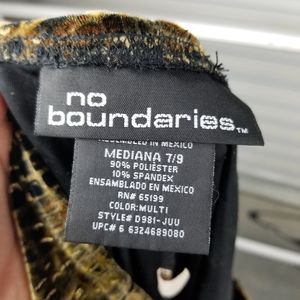 no
boundaries™
ASSEMBLED IN MEXICO
MEDIANA 7/9
90% POLIÉSTER
10% SPANDEX
ENSAMBLADO EN MEXICO
RN# 65199
COLOR:MULTI
STYLE# D981-JUU
UPC# 6 6324689080